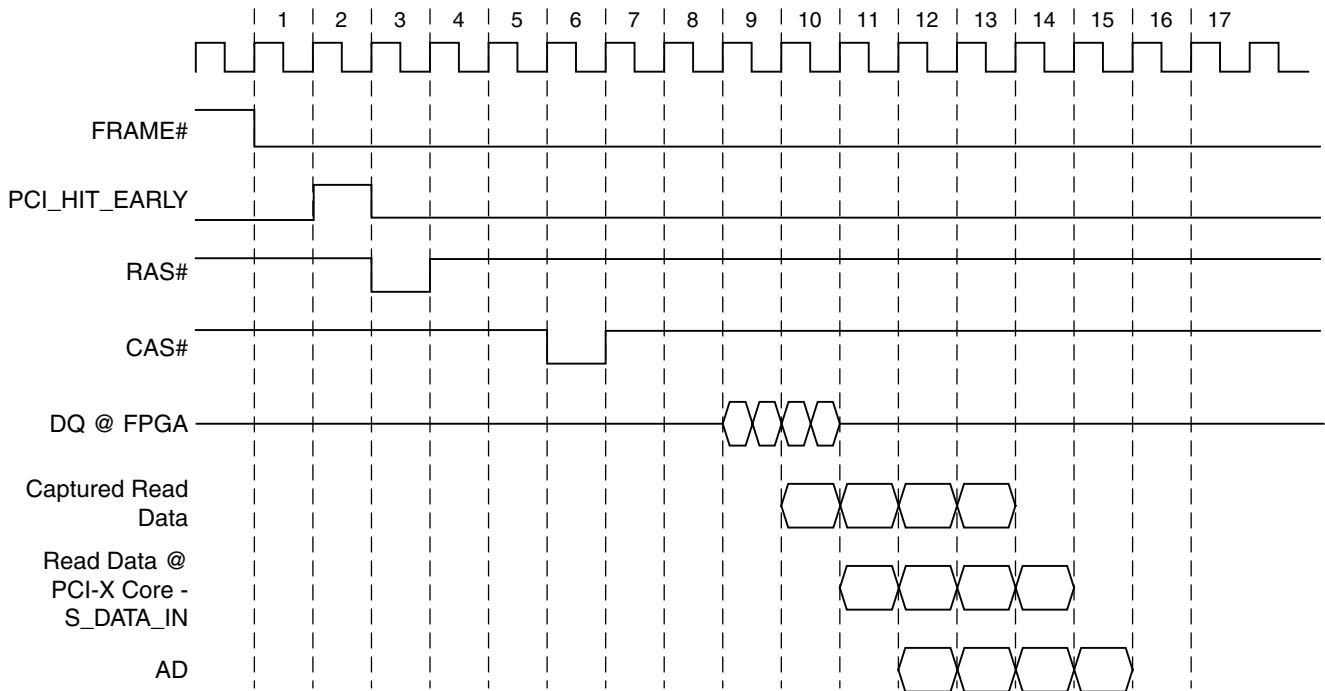 1 2 3 4 5 6 7 8 9 10 11 12 13 14 15 16 17
FRAME#
PCI_HIT_EARLY
RAS#
CAS#
DQ @ FPGA
Captured Read
Data
Read Data @
PCI-X Core -
S_DATA_IN
AD